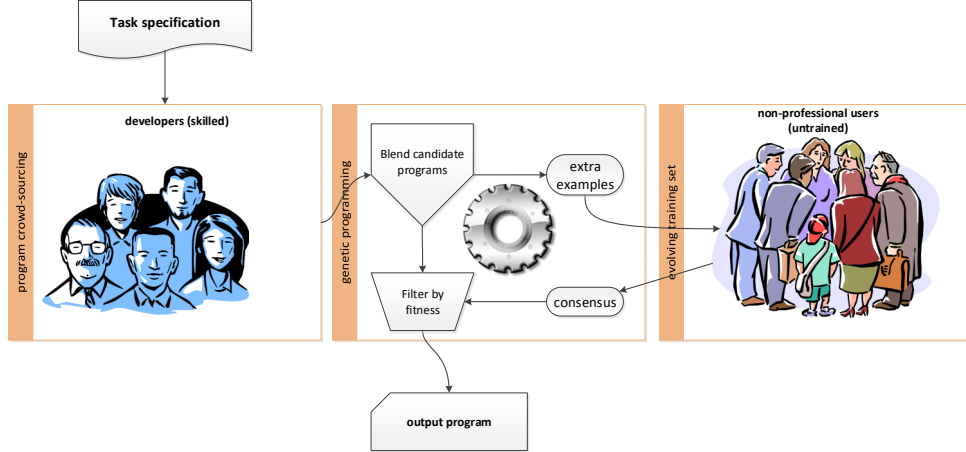 Task specification
program crowd-sourcing
developers (skilled)
genetic programming
Blend candidate
programs
extra
examples
Filter by
fitness
consensus
evolving training set
non-professional users
(untrained)
output program